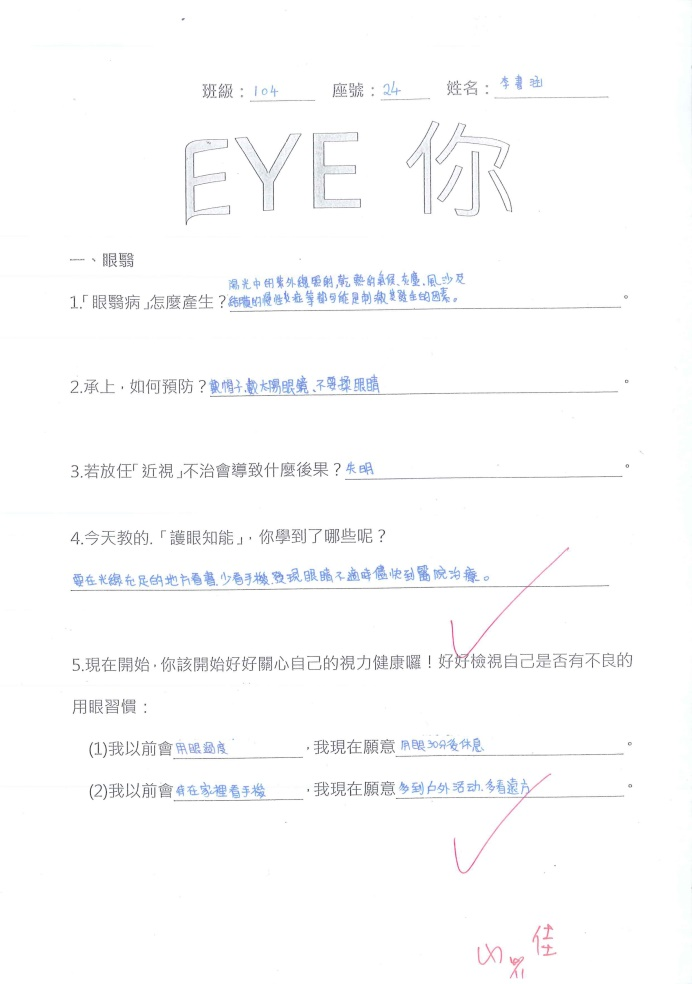 班級：104 座號：24 姓名：李書涵
EYE 你
一、眼翳
陽光中的紫外線照射,乾熱的氣候、灰塵、風沙及
1.「眼翳病」怎麼產生？結膜的慢性炎症等都可能是刺激其發生的因素。。
2.承上，如何預防？戴帽子、戴太陽眼鏡、不要揉眼睛。
3.若放任「近視」不治會導致什麼後果？失明。
4.今天教的.「護眼知能」，你學到了哪些呢？
要在光線充足的地方看書、少看手機、發現眼睛不適時儘快到醫院治療。
5.現在開始，你該開始好好關心自己的視力健康囉！好好檢視自己是否有不良的
用眼習慣：
(1)我以前會用眼過度，我現在願意用眼30分後休息。
(2)我以前會待在家裡看手機，我現在願意多到户外活动、多看遠方。
佳